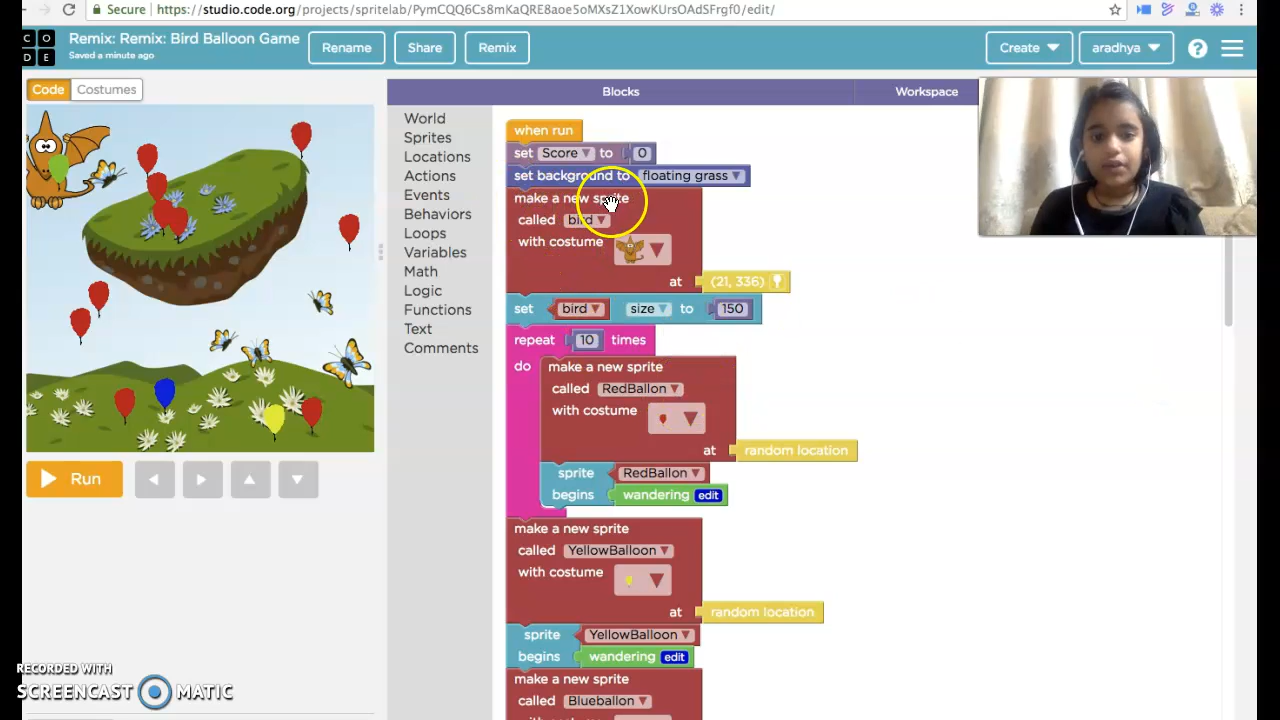 Secure https://studio.code.org/projects/spritelab/PymCQQ6Cs8mKaQRE8aoeSoMXsZ1XowKUrsOAdSFrgf0/edit/
C O D E
Remix: Remix: Bird Balloon Game
Saved a minute ago
Rename
Share
Remix
Create
aradhya
?
Code
Costumes
Blocks
Workspace
World
Sprites
Locations
Actions
Events
Behaviors
Loops
Variables
Math
Logic
Functions
Text
Comments
when run
set Score to 0
set background to floating grass
make a new sprite
called bird
with costume
at (21, 336)
set bird size to 150
repeat 10 times
do make a new sprite
called RedBallon
with costume
at random location
sprite RedBallon
begins wandering edit
make a new sprite
called YellowBalloon
with costume
at random location
sprite YellowBalloon
begins wandering edit
make a new sprite
called Blueballon
Run
RECORDED WITH
SCREENCAST MATIC